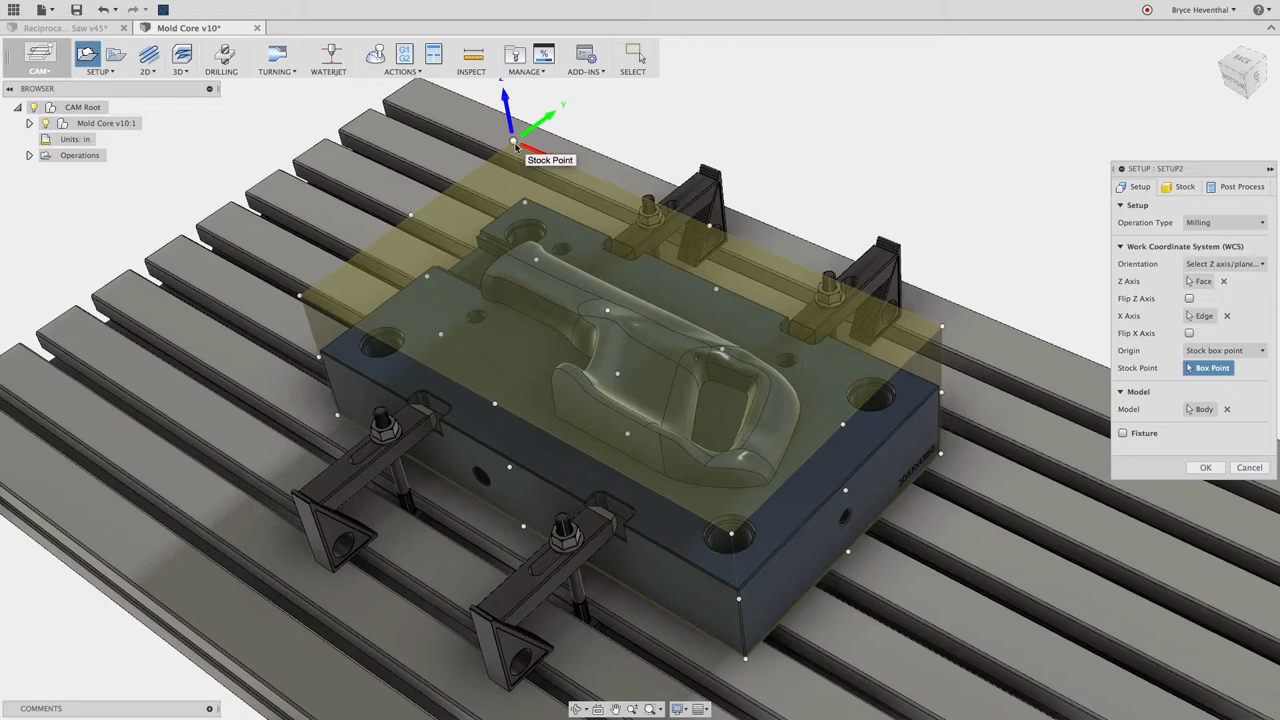 Bryce Heventhal
Reciproca... Saw v45*
Mold Core v10*
CAM
G1
G2
%
SETUP
2D
3D
DRILLING
TURNING
WATERJET
ACTIONS
INSPECT
MANAGE
ADD-INS
SELECT
BROWSER
CAM Root
Mold Core v10:1
Units: in
Operations
Z
Y
Stock Point
BACK
SETUP : SETUP2
Setup
Stock
Post Process
Setup
Operation Type
Milling
Work Coordinate System (WCS)
Orientation
Select Z axis/plane...
Z Axis
Face
Flip Z Axis
X Axis
Edge
Flip X Axis
Origin
Stock box point
Stock Point
Box Point
Model
Model
Body
Fixture
OK
Cancel
COMMENTS